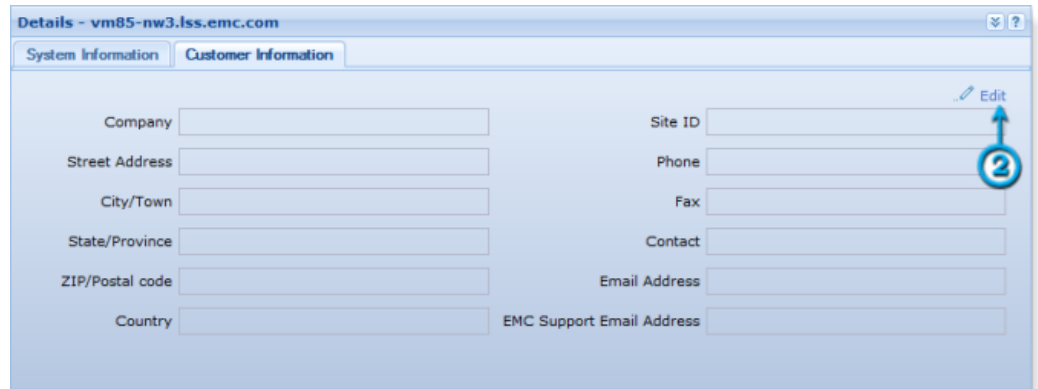 Details - vm85-nw3.lss.emc.com
?
System Information Customer Information
Edit
Company Site ID
Street Address Phone
2
City/Town Fax
State/Province Contact
ZIP/Postal code Email Address
Country EMC Support Email Address